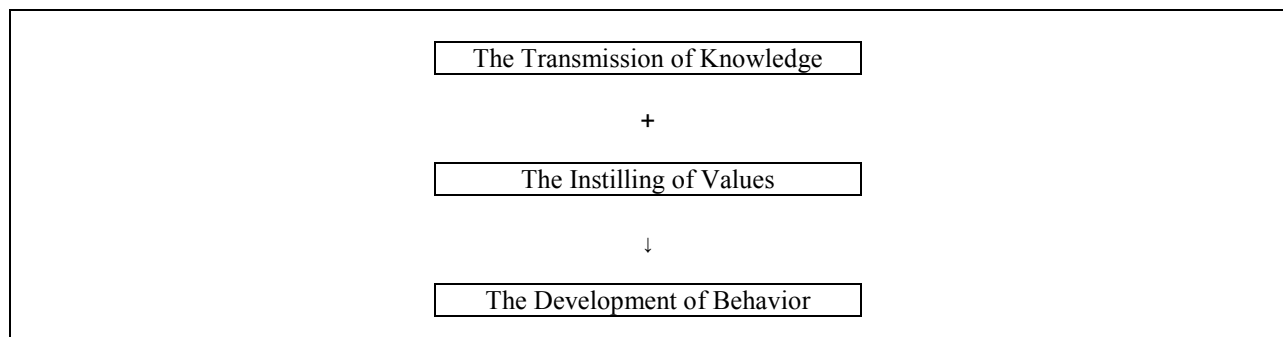 The Transmission of Knowledge
+
The Instilling of Values
↓
The Development of Behavior